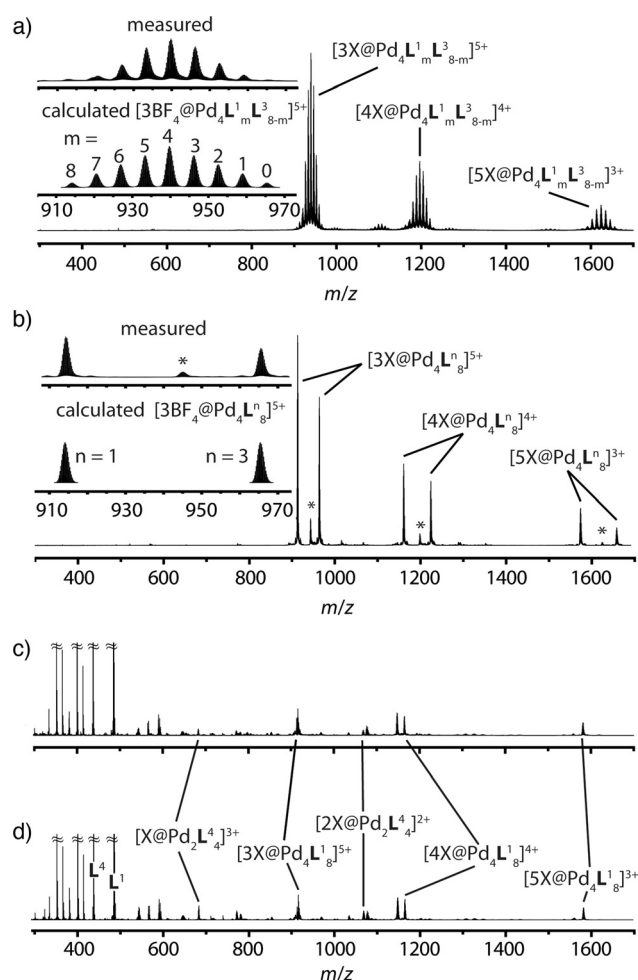 a)
measured
calculated [3BF₄@Pd₄L¹ₘL³₈₋ₘ]⁵⁺
m =
8 7 6 5 4 3 2 1 0
910 930 950 970
[3X@Pd₄L¹ₘL³₈₋ₘ]⁵⁺
[4X@Pd₄L¹ₘL³₈₋ₘ]⁴⁺
[5X@Pd₄L¹ₘL³₈₋ₘ]³⁺
400 600 800 1000 1200 1400 1600
m/z
b)
measured
*
calculated [3BF₄@Pd₄Lⁿ₈]⁵⁺
n = 1 n = 3
910 930 950 970
[3X@Pd₄Lⁿ₈]⁵⁺
[4X@Pd₄Lⁿ₈]⁴⁺
[5X@Pd₄Lⁿ₈]³⁺
* * *
400 600 800 1000 1200 1400 1600
m/z
c)
d)
[X@Pd₂L⁴₄]³⁺
[3X@Pd₄L¹₈]⁵⁺
[2X@Pd₂L⁴₄]²⁺
[4X@Pd₄L¹₈]⁴⁺
[5X@Pd₄L¹₈]³⁺
L⁴
L¹
400 600 800 1000 1200 1400 1600
m/z